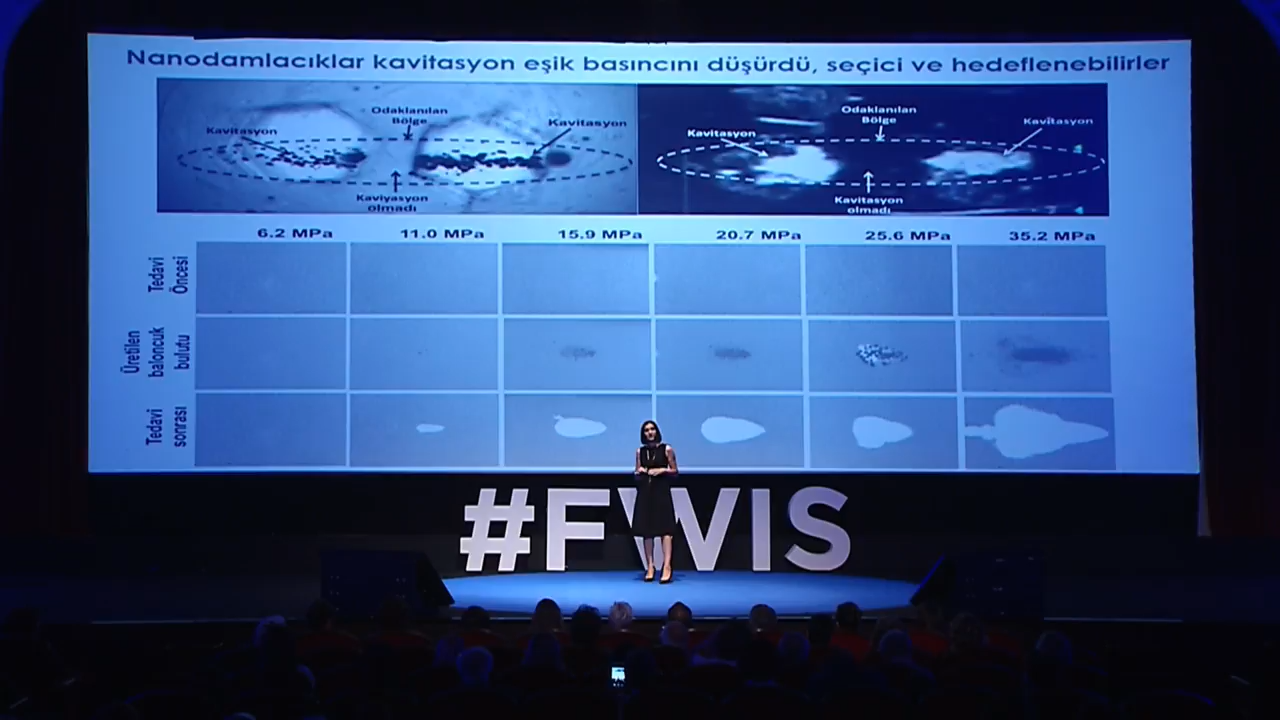 Nanodamlacıklar kavitasyon eşik basıncını düşürdü, seçici ve hedeflenebilirler
Kavitasyon
Odaklanılan
Bölge
Kavitasyon
Kaviyasyon
olmadı
Kavitasyon
Odaklanılan
Bölge
Kavitasyon
Kavitasyon
olmadı
6.2 MPa
11.0 MPa
15.9 MPa
20.7 MPa
25.6 MPa
35.2 MPa
Tedavi
Öncesi
Üretilen
baloncuk
bulutu
Tedavi
sonrası
#FWIS